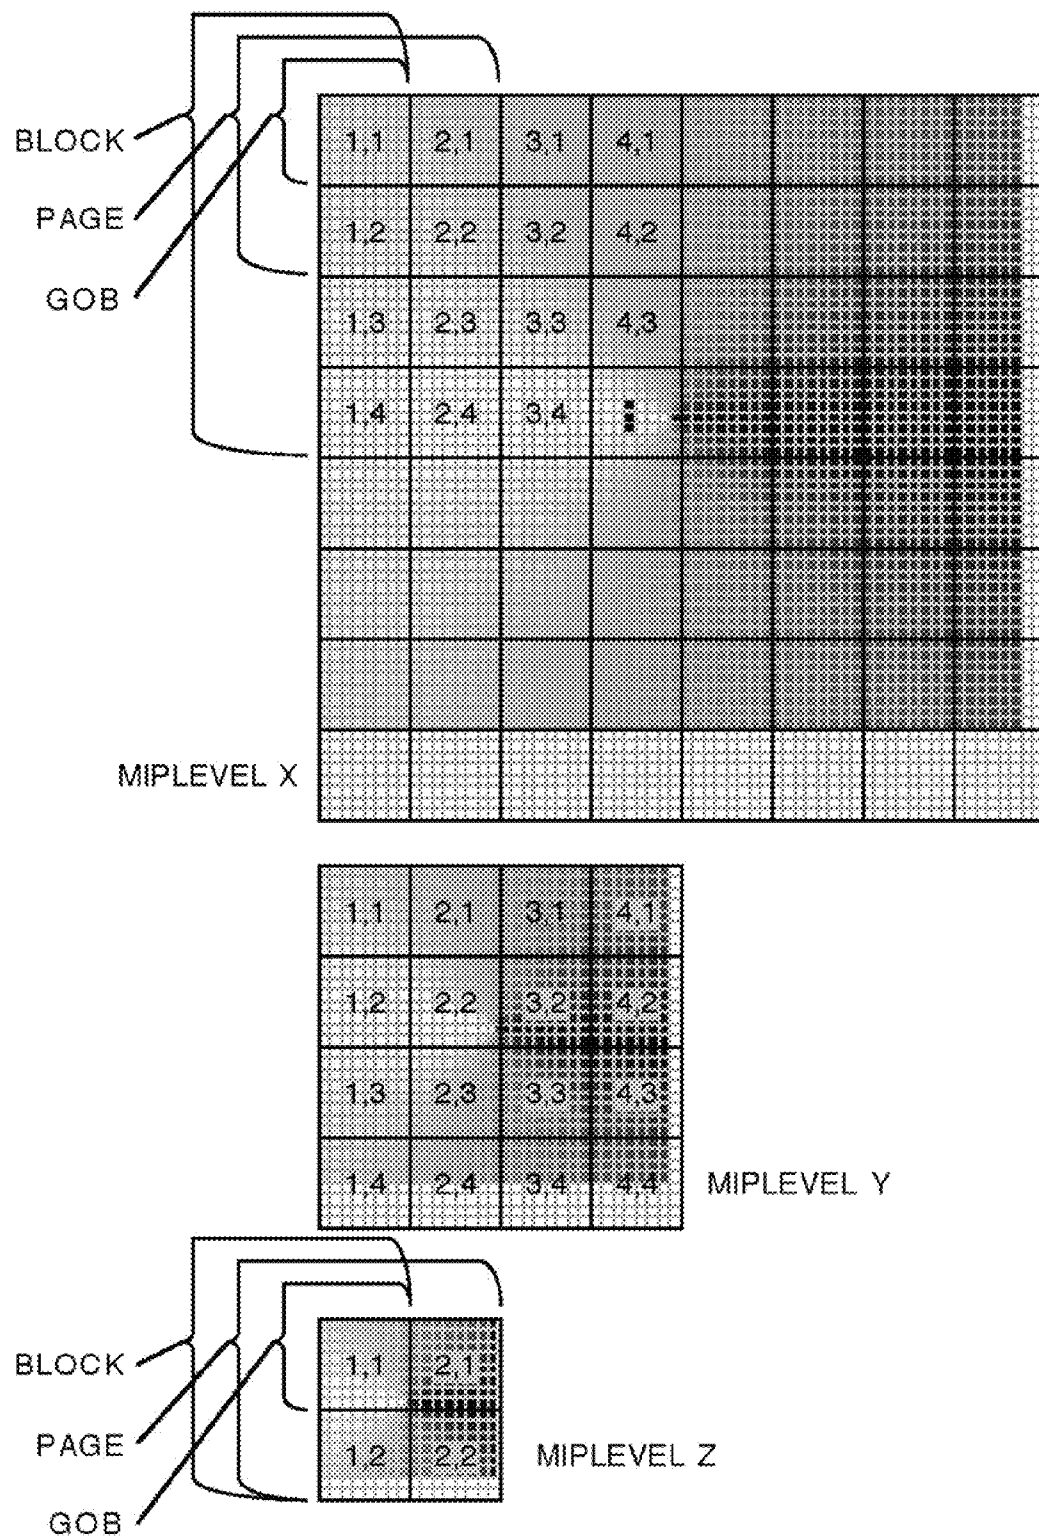 BLOCK
PAGE
GOB
1,1 2,1 3,1 4,1
1,2 2,2 3,2 4,2
1,3 2,3 3,3 4,3
1,4 2,4 3,4
MIPLEVEL X
1,1 2,1 3,1 4,1
1,2 2,2 3,2 4,2
1,3 2,3 3,3 4,3
1,4 2,4 3,4 4,4
MIPLEVEL Y
BLOCK
PAGE
GOB
1,1 2,1
1,2 2,2
MIPLEVEL Z